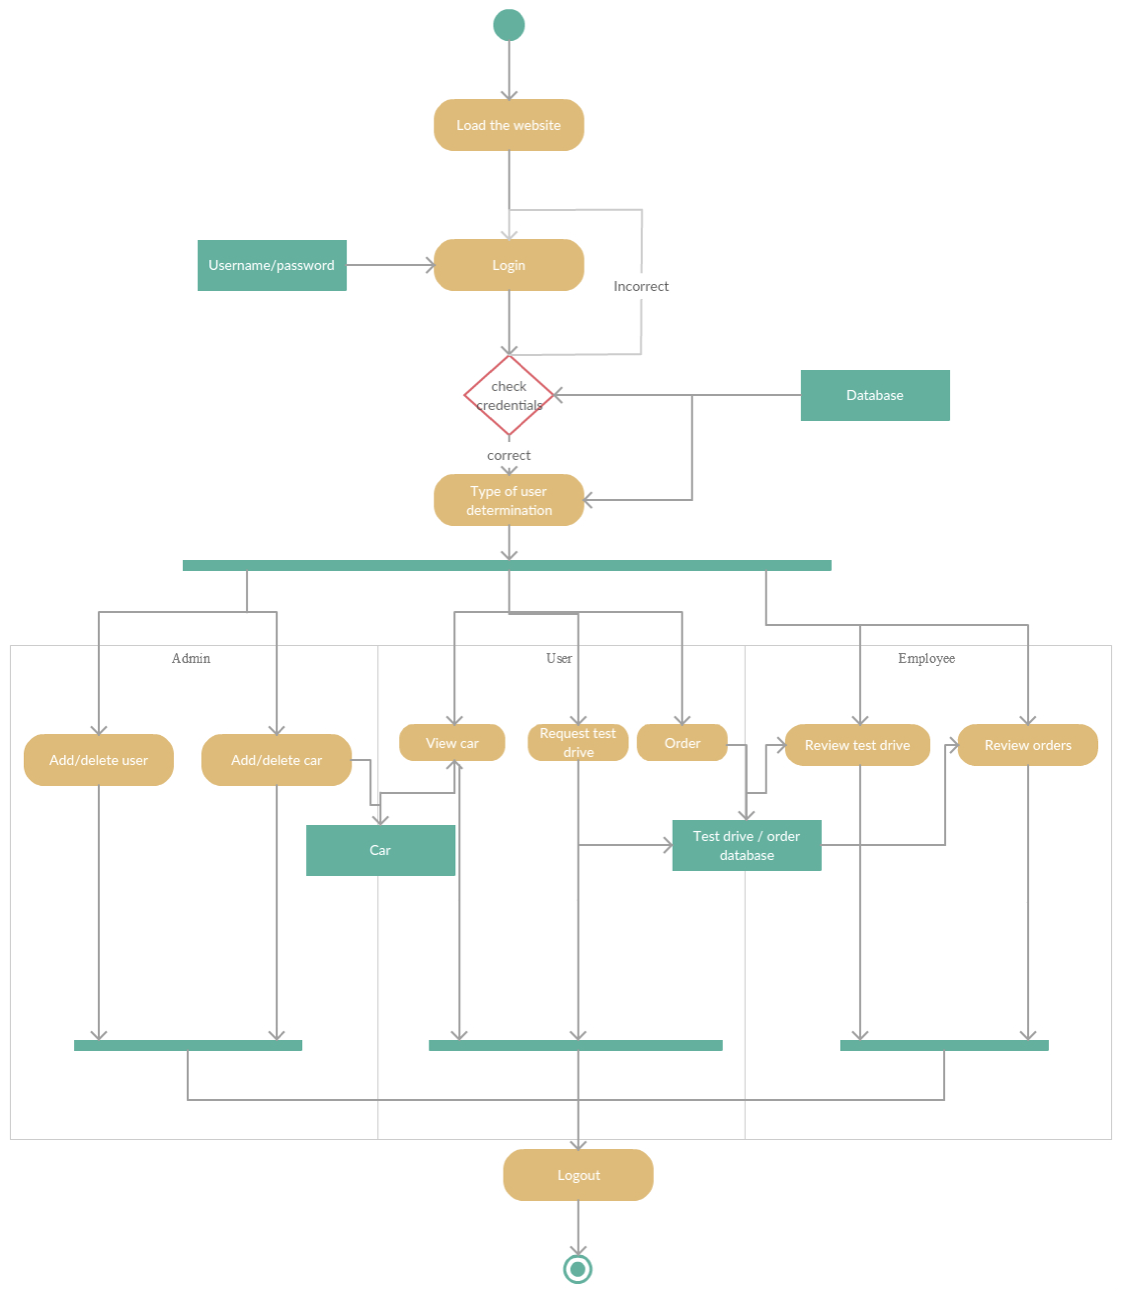 Load the website
Username/password
Login
Incorrect
check
credentials
Database
correct
Type of user
determination
Admin
User
Employee
Add/delete user
Add/delete car
View car
Request test
drive
Order
Review test drive
Review orders
Car
Test drive / order
database
Logout